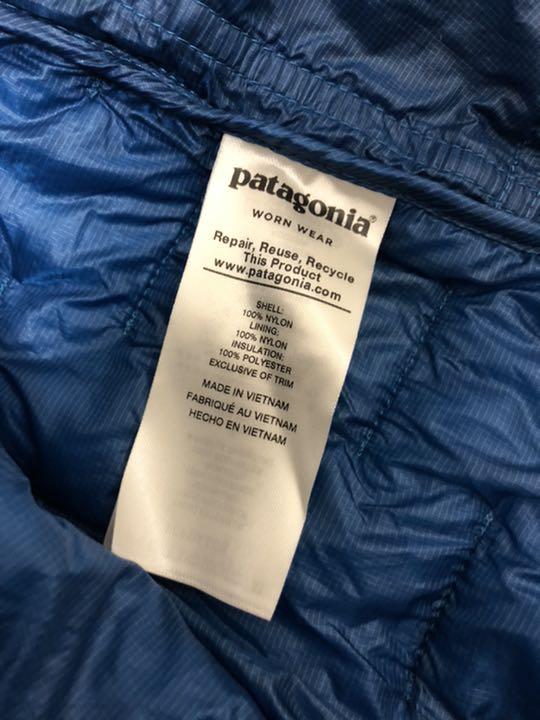 patagonia®
WORN WEAR
Repair, Reuse, Recycle
This Product
www.patagonia.com
SHELL:
100% NYLON
LINING:
100% NYLON
INSULATION:
100% POLYESTER
EXCLUSIVE OF TRIM
MADE IN VIETNAM
FABRIQUÉ AU VIETNAM
HECHO EN VIETNAM